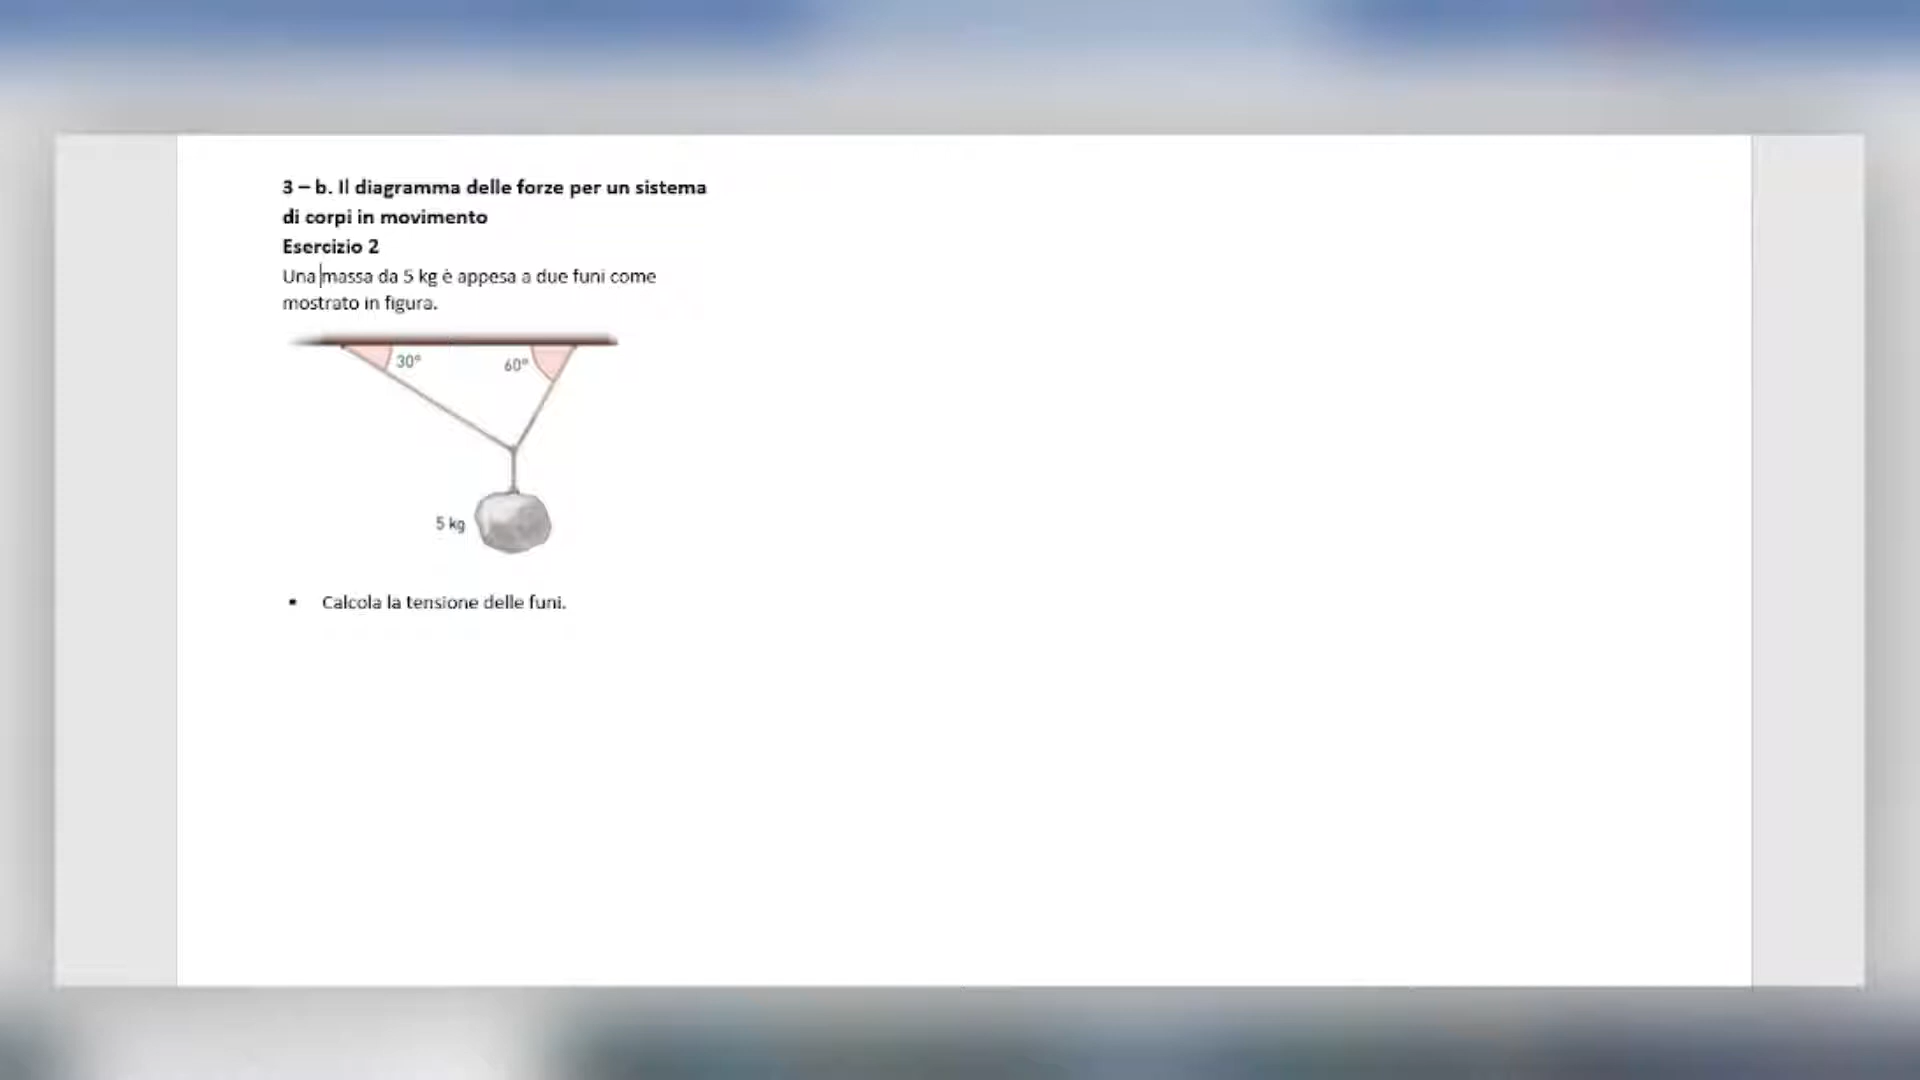 3 – b. Il diagramma delle forze per un sistema
di corpi in movimento
Esercizio 2
Una massa da 5 kg è appesa a due funi come
mostrato in figura.
30°
60°
5 kg
▪ Calcola la tensione delle funi.